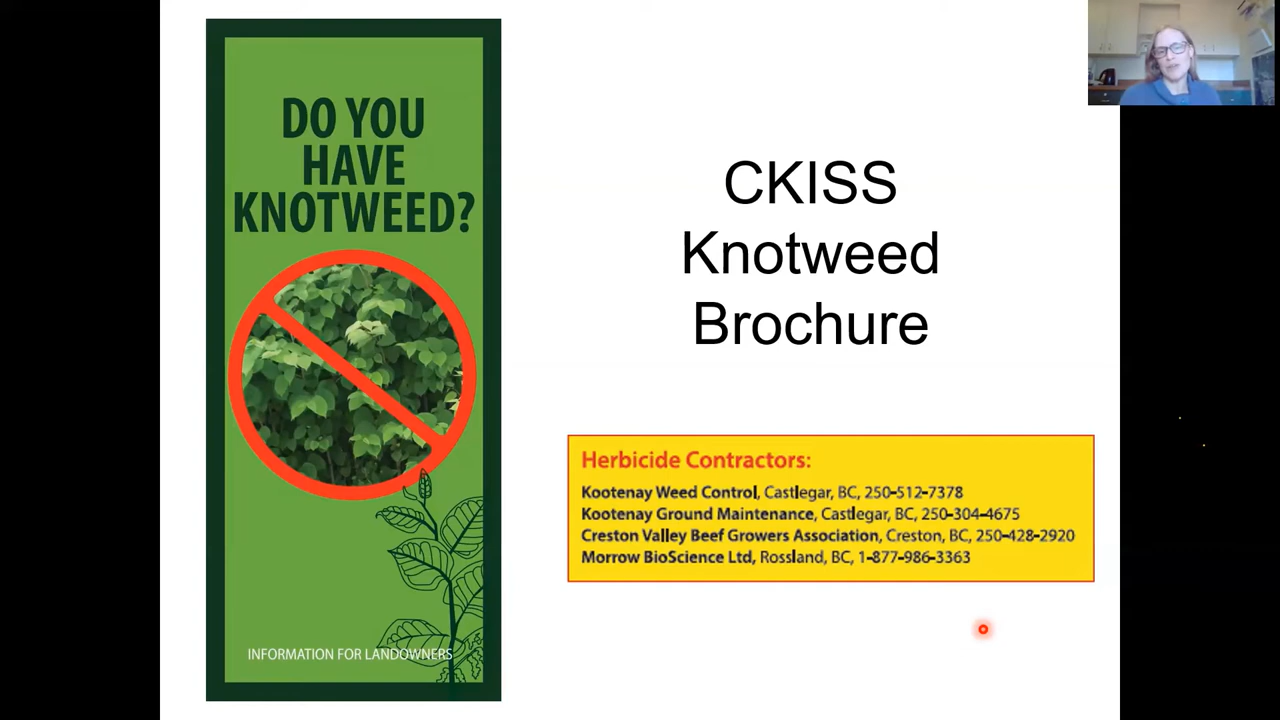 DO YOU
HAVE
KNOTWEED?
INFORMATION FOR LANDOWNERS
CKISS
Knotweed
Brochure
Herbicide Contractors:
Kootenay Weed Control, Castlegar, BC, 250-512-7378
Kootenay Ground Maintenance, Castlegar, BC, 250-304-4675
Creston Valley Beef Growers Association, Creston, BC, 250-428-2920
Morrow BioScience Ltd, Rossland, BC, 1-877-986-3363